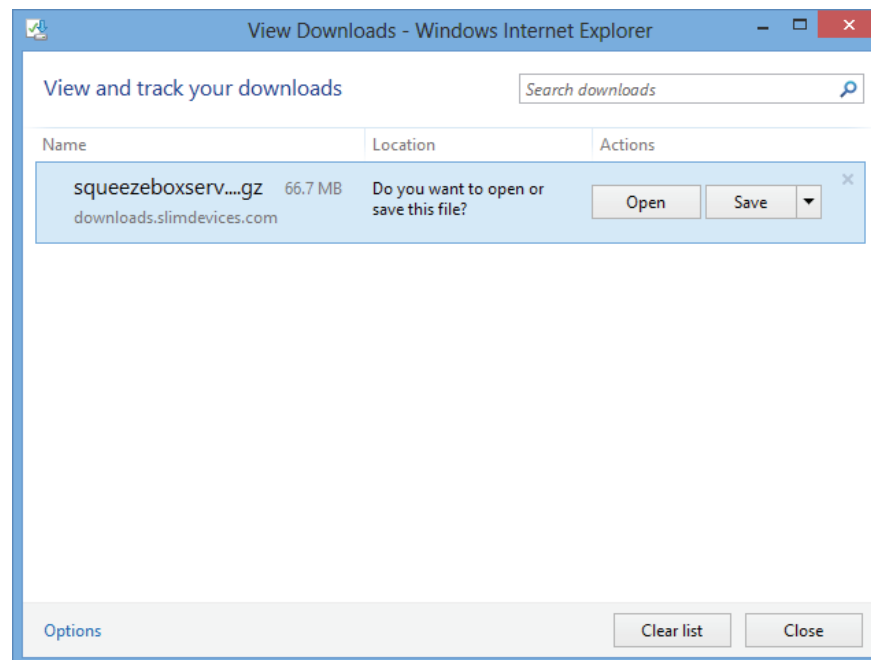 View Downloads - Windows Internet Explorer
View and track your downloads
Search downloads
Name Location Actions
squeezeboxserv....gz 66.7 MB Do you want to open or save this file? Open Save
downloads.slimdevices.com
Options Clear list Close